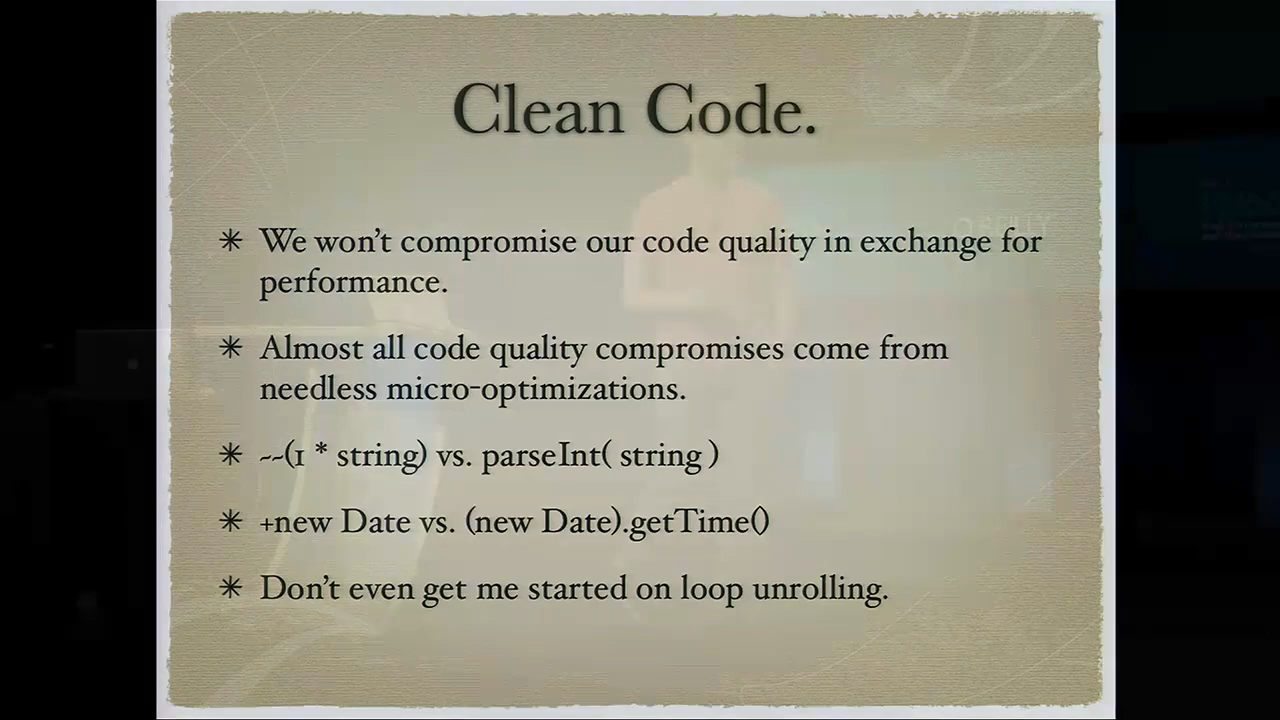 Clean Code.
We won't compromise our code quality in exchange for
performance.
Almost all code quality compromises come from
needless micro-optimizations.
~~(1 * string) vs. parseInt( string )
+new Date vs. (new Date).getTime()
Don't even get me started on loop unrolling.